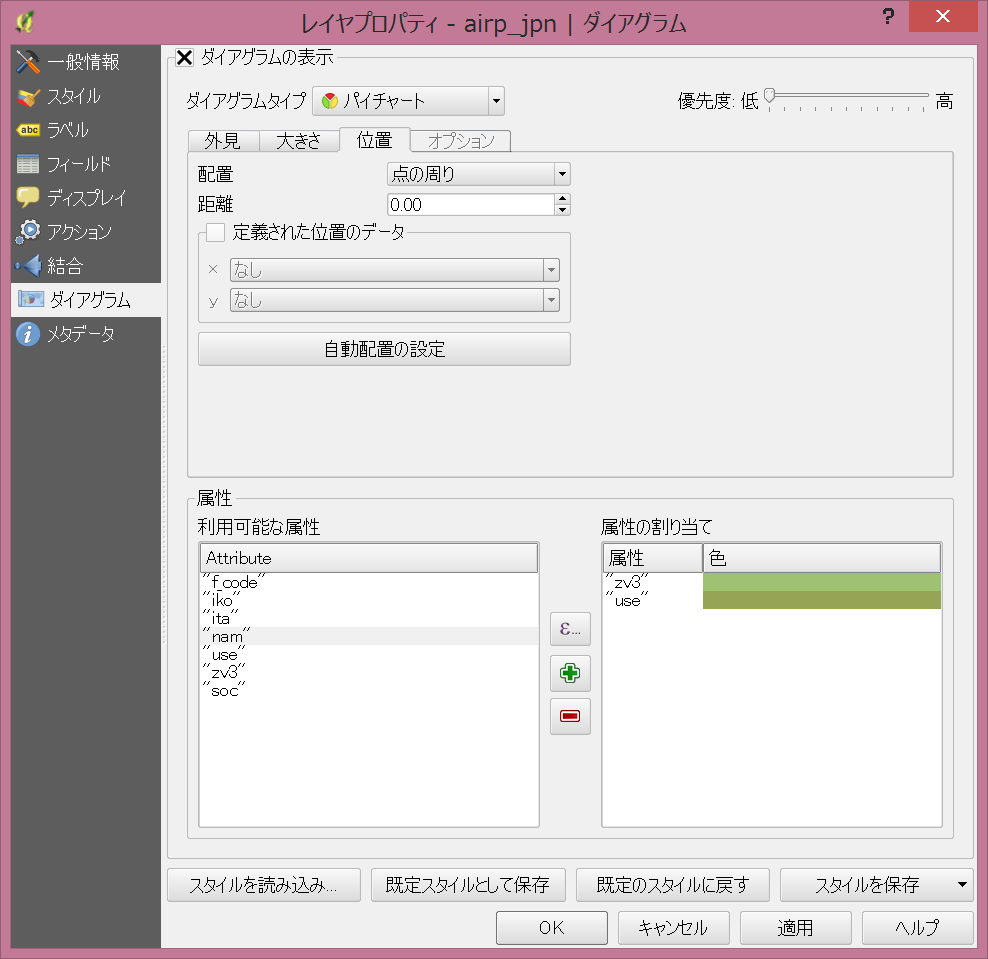 レイヤプロパティ - airp_jpn | ダイアグラム
?
一般情報
スタイル
abc ラベル
フィールド
ディスプレイ
アクション
結合
ダイアグラム
メタデータ
ダイアグラムの表示
ダイアグラムタイプ パイチャート 優先度: 低 高
外見 大きさ 位置 オプション
配置 点の周り
距離 0.00
定義された位置のデータ
x なし
y なし
自動配置の設定
属性
利用可能な属性
Attribute
"f_code"
"iko"
"ita"
"nam"
"use"
"zv3"
"soc"
ε...
属性の割り当て
属性 色
"zv3"
"use"
スタイルを読み込み... 既定スタイルとして保存 既定のスタイルに戻す スタイルを保存
OK キャンセル 適用 ヘルプ